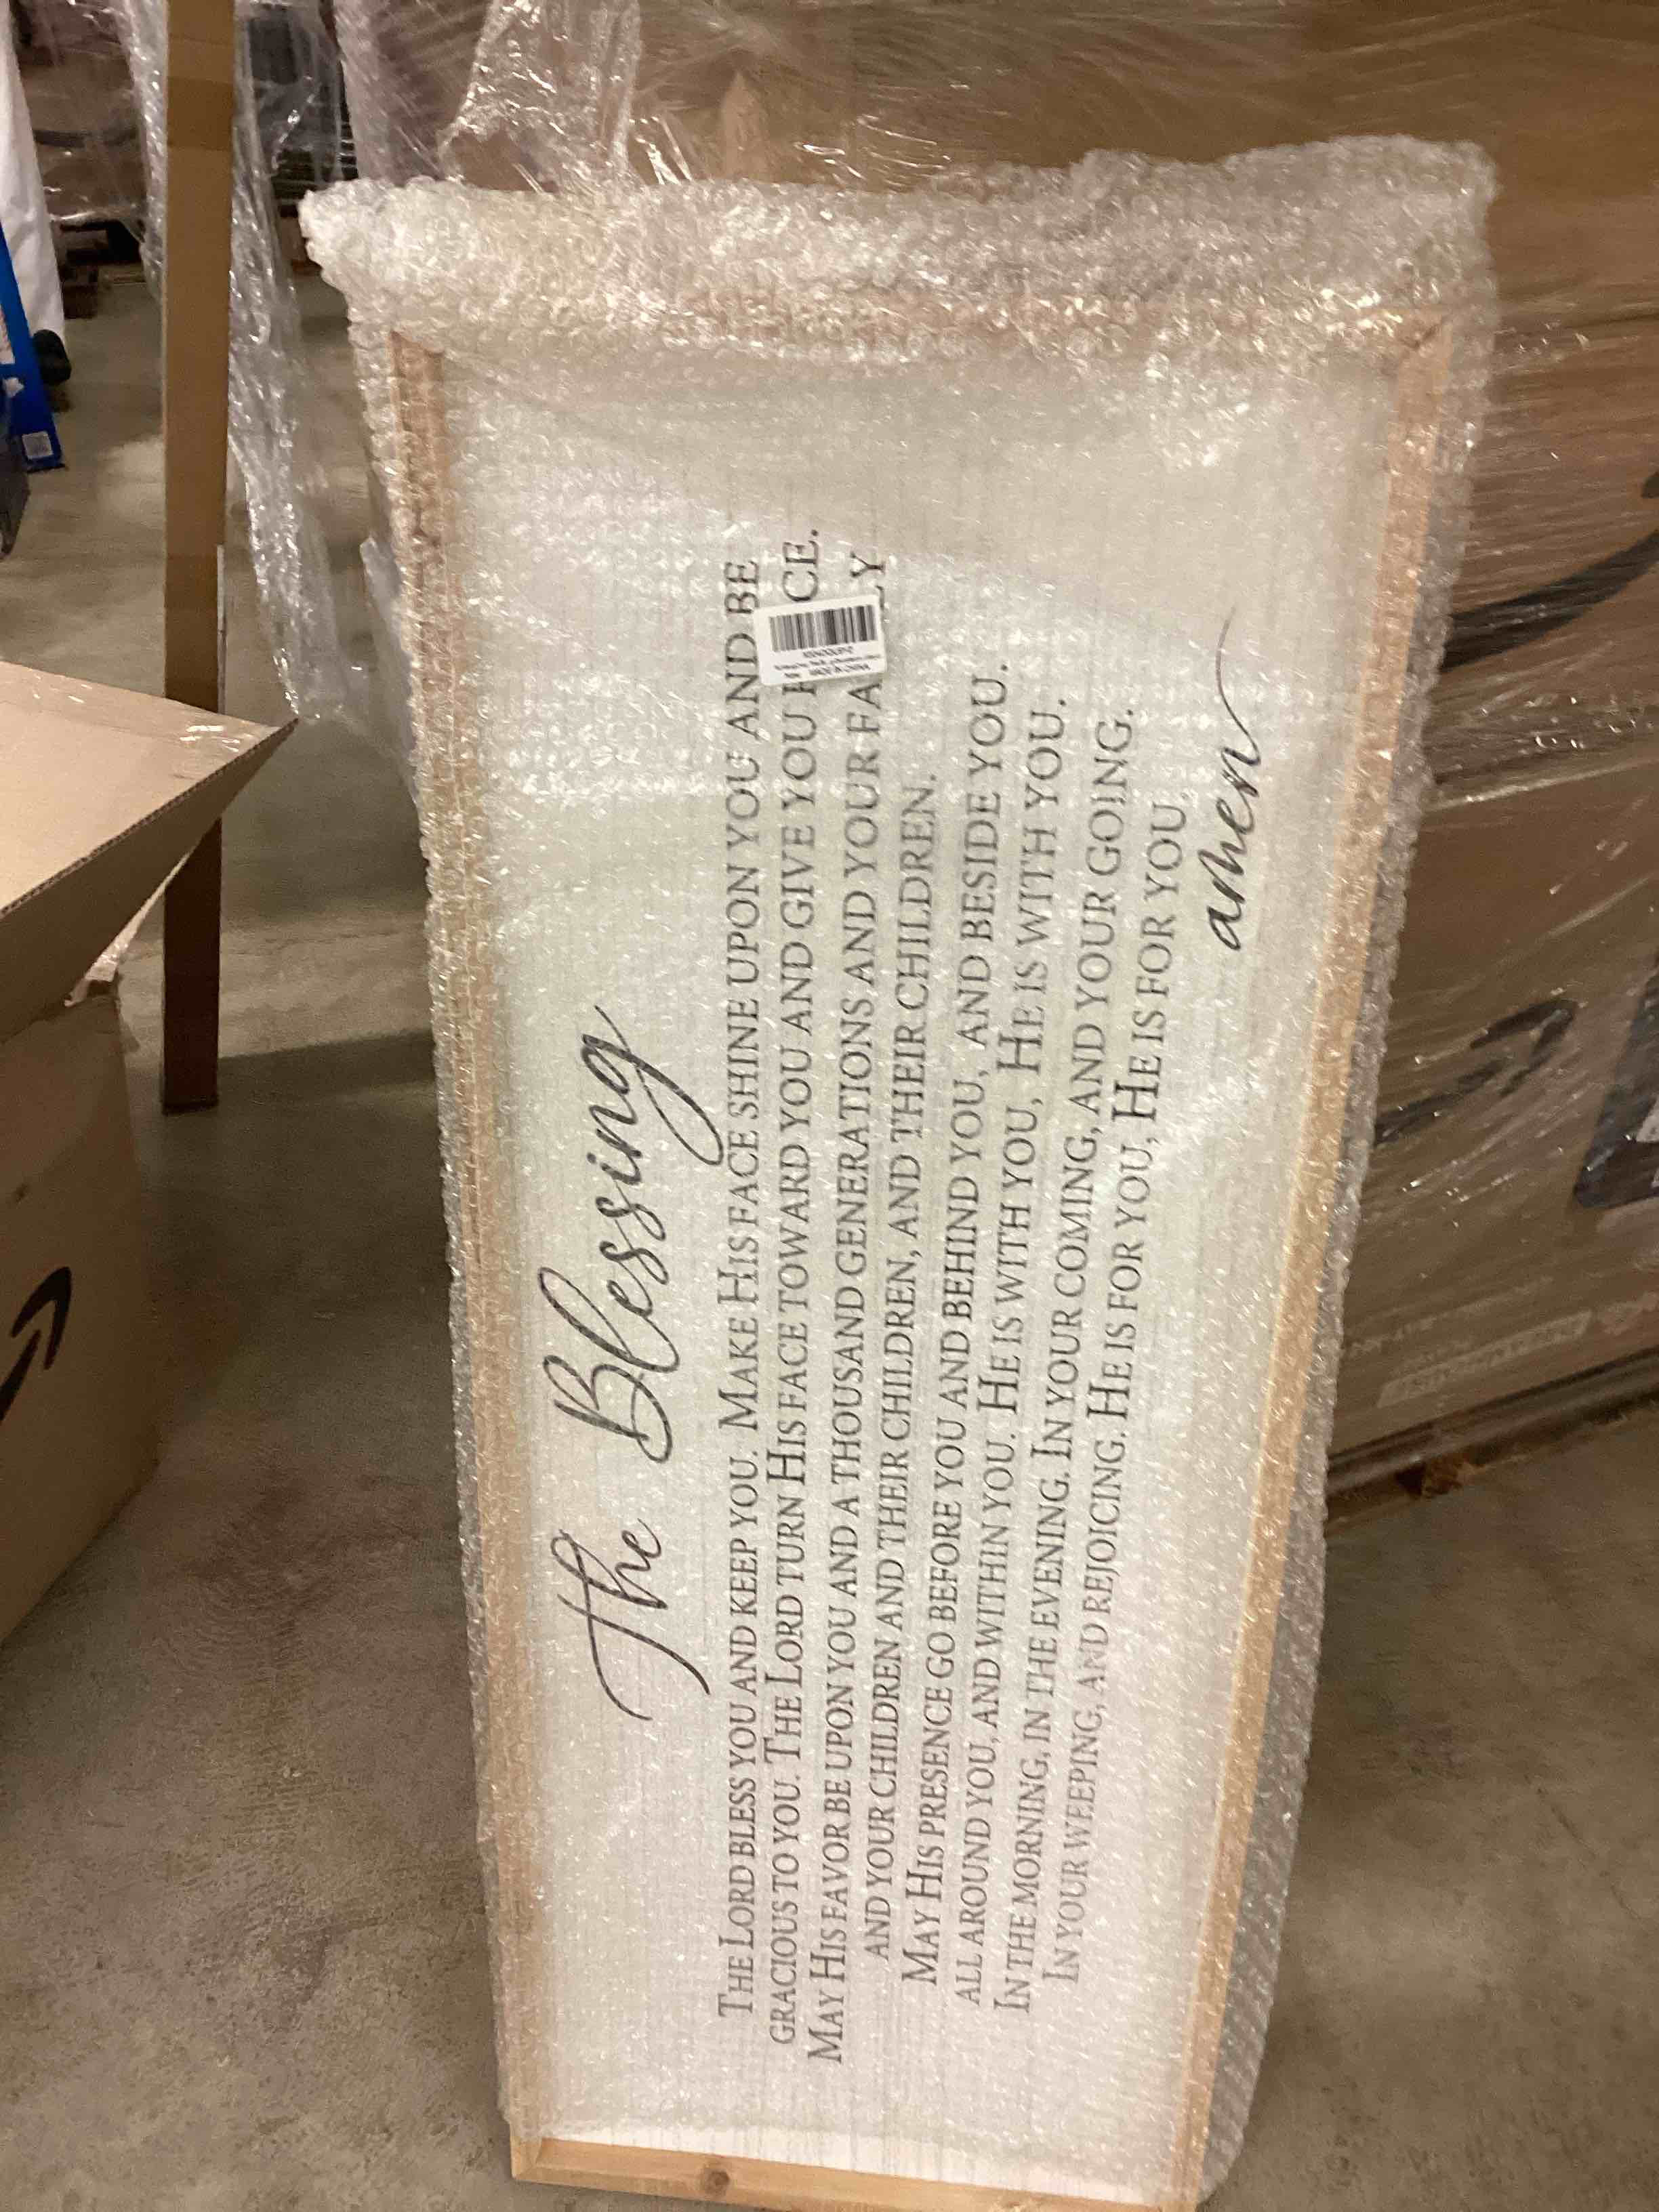 The Blessing
THE LORD BLESS YOU AND KEEP YOU. MAKE HIS FACE SHINE UPON YOU AND BE
GRACIOUS TO YOU. THE LORD TURN HIS FACE TOWARD YOU AND GIVE YOU CE.
MAY HIS FAVOR BE UPON YOU AND A THOUSAND GENERATIONS AND YOUR FA LY
AND YOUR CHILDREN AND THEIR CHILDREN, AND THEIR CHILDREN.
MAY HIS PRESENCE GO BEFORE YOU AND BEHIND YOU, AND BESIDE YOU.
ALL AROUND YOU, AND WITHIN YOU. HE IS WITH YOU, HE IS WITH YOU.
IN THE MORNING, IN THE EVENING. IN YOUR COMING, AND YOUR GOING.
IN YOUR WEEPING, AND REJOICING. HE IS FOR YOU, HE IS FOR YOU
amen